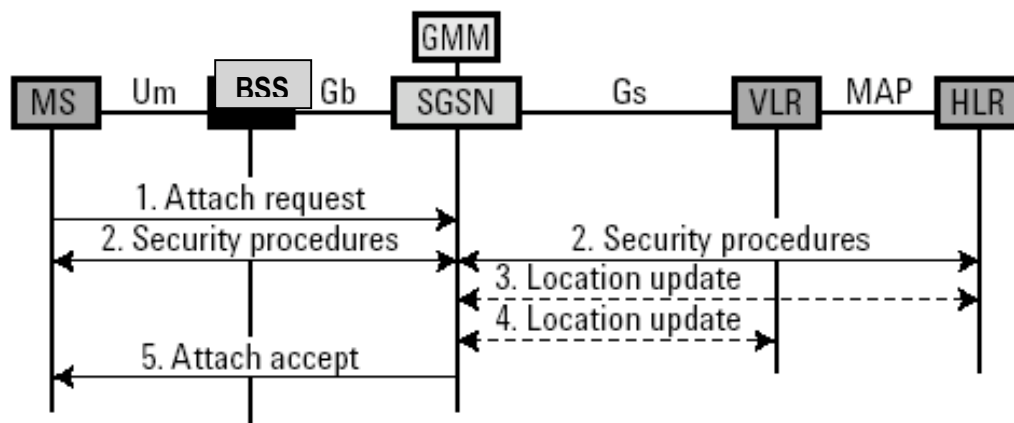 GMM
MS Um BSS Gb SGSN Gs VLR MAP HLR
1. Attach request
2. Security procedures 2. Security procedures
3. Location update
4. Location update
5. Attach accept